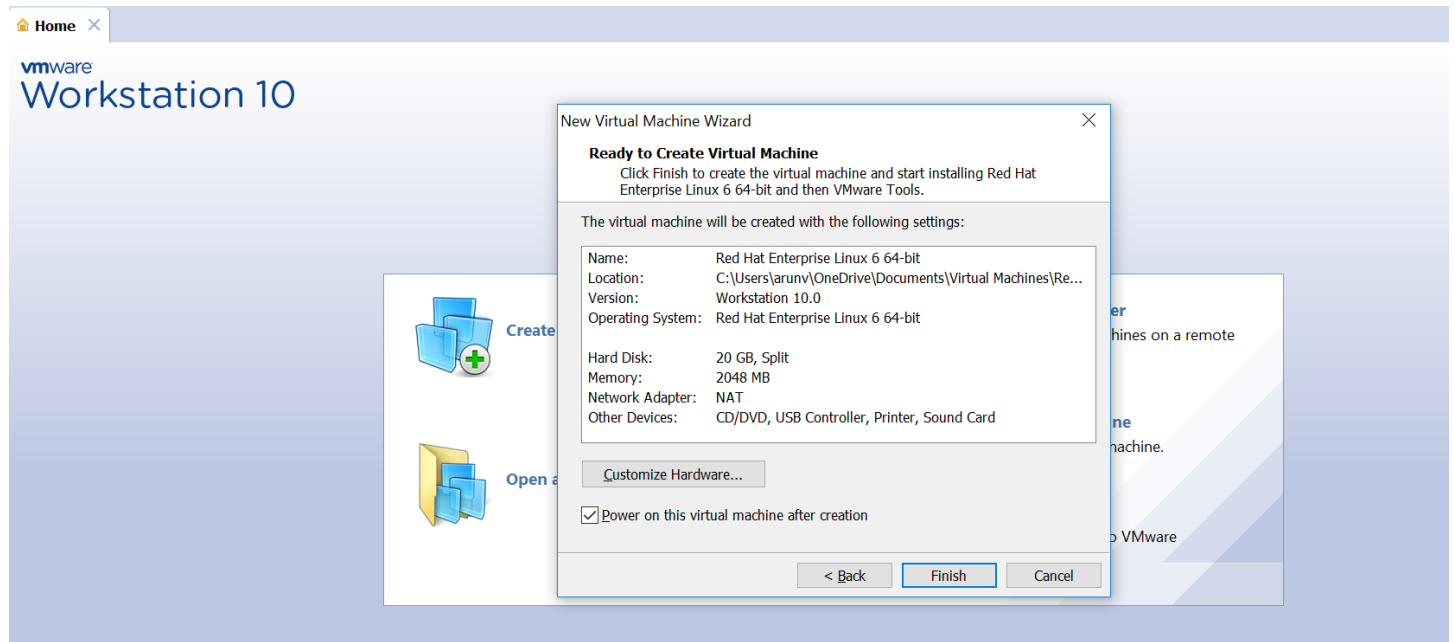 Home
vmware
Workstation 10
New Virtual Machine Wizard
Ready to Create Virtual Machine
Click Finish to create the virtual machine and start installing Red Hat
Enterprise Linux 6 64-bit and then VMware Tools.
The virtual machine will be created with the following settings:
Name: Red Hat Enterprise Linux 6 64-bit
Location: C:\Users\arunv\OneDrive\Documents\Virtual Machines\Re...
Version: Workstation 10.0
Operating System: Red Hat Enterprise Linux 6 64-bit
Hard Disk: 20 GB, Split
Memory: 2048 MB
Network Adapter: NAT
Other Devices: CD/DVD, USB Controller, Printer, Sound Card
Customize Hardware...
Power on this virtual machine after creation
< Back Finish Cancel
Create
Open a
er
hines on a remote
ne
nachine.
o VMware